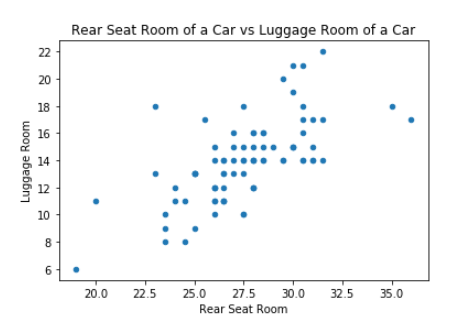 Rear Seat Room of a Car vs Luggage Room of a Car
22
20
18
16
14
12
10
8
6
Luggage Room
20.0 22.5 25.0 27.5 30.0 32.5 35.0
Rear Seat Room